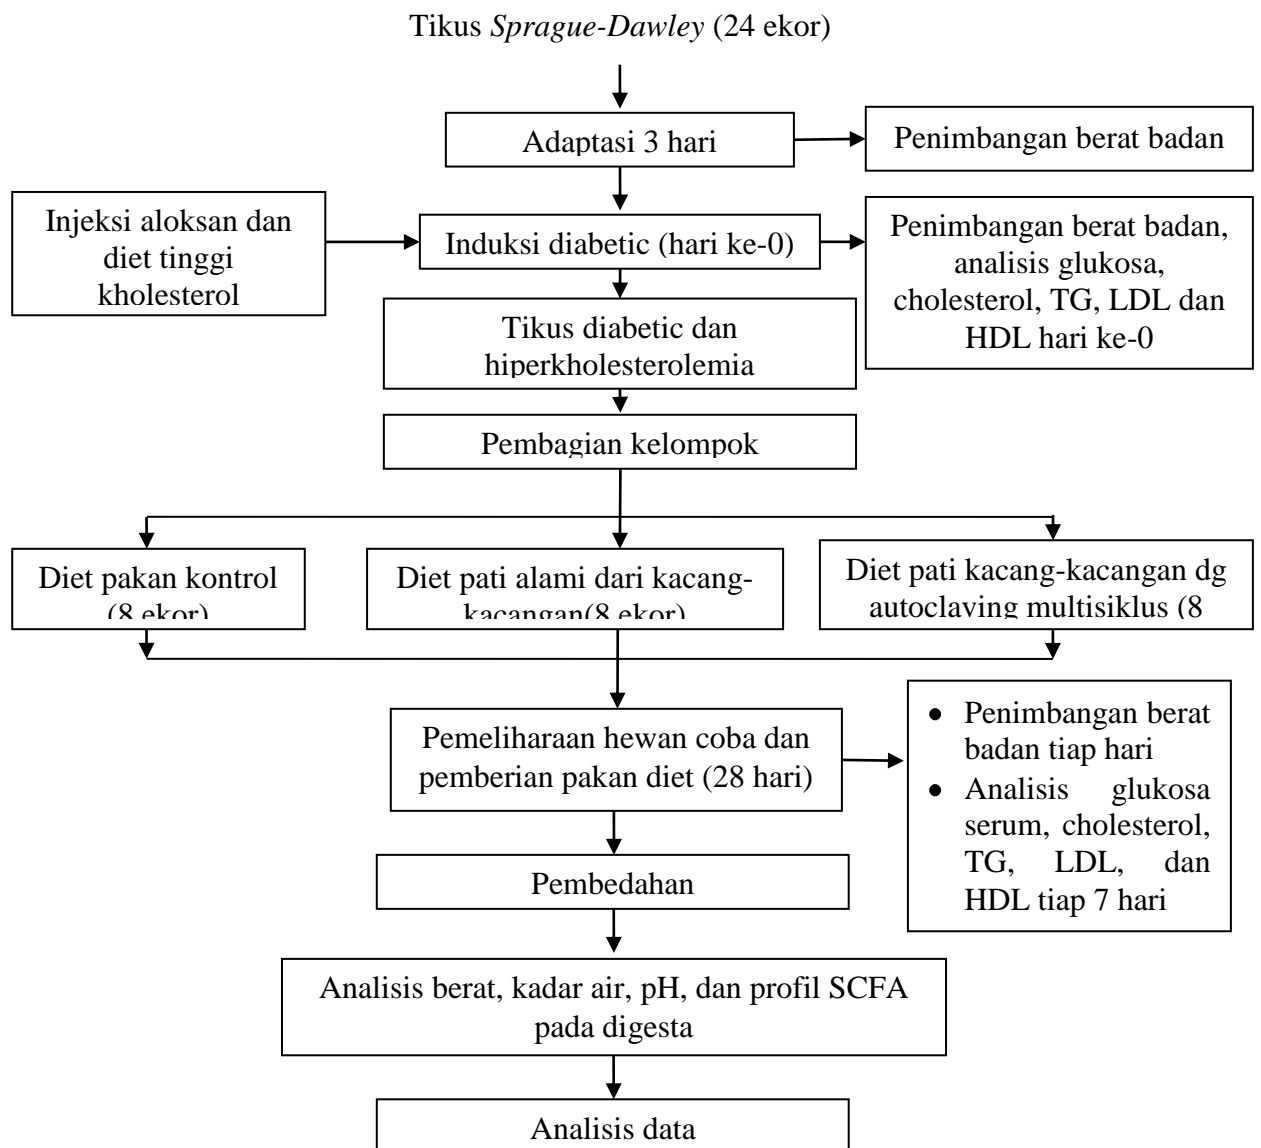 Tikus Sprague-Dawley (24 ekor)
Adaptasi 3 hari
Penimbangan berat badan
Injeksi aloksan dan
diet tinggi
kholesterol
Induksi diabetic (hari ke-0)
Penimbangan berat badan,
analisis glukosa,
cholesterol, TG, LDL dan
HDL hari ke-0
Tikus diabetic dan
hiperkholesterolemia
Pembagian kelompok
Diet pakan kontrol
(8 ekor)
Diet pati alami dari kacang-
kacangan(8 ekor)
Diet pati kacang-kacangan dg
autoclaving multisiklus (8
Pemeliharaan hewan coba dan
pemberian pakan diet (28 hari)
• Penimbangan berat
badan tiap hari
• Analisis glukosa
serum, cholesterol,
TG, LDL, dan
HDL tiap 7 hari
Pembedahan
Analisis berat, kadar air, pH, dan profil SCFA
pada digesta
Analisis data